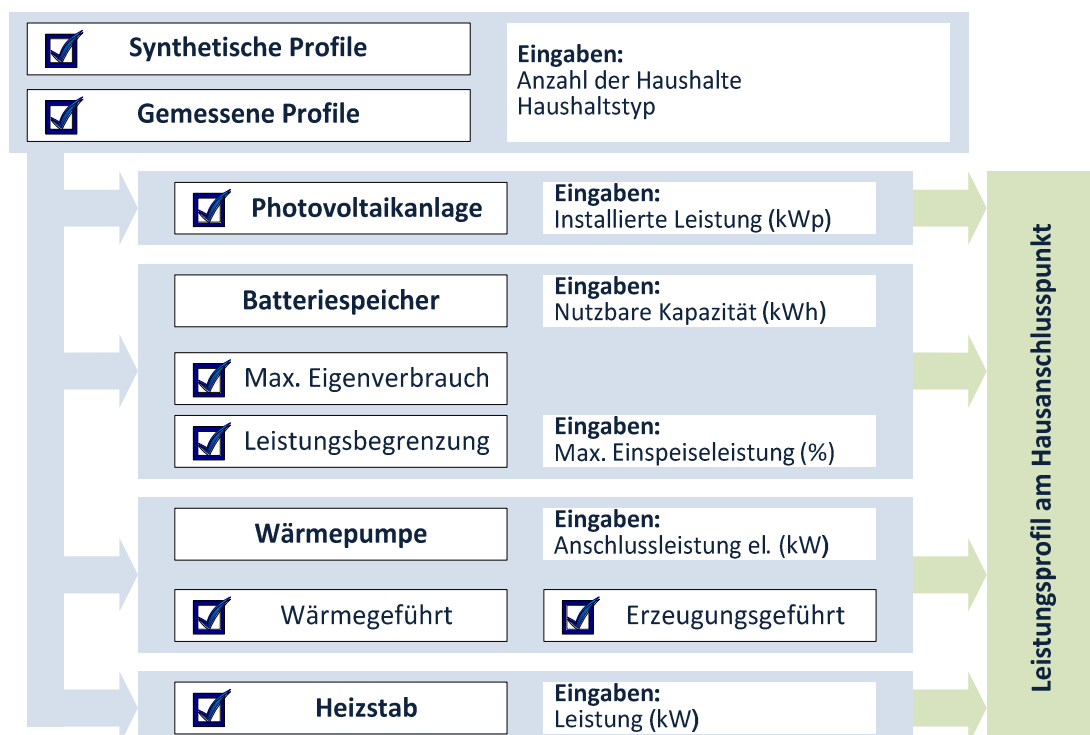 Synthetische Profile
Gemessene Profile
Eingaben:
Anzahl der Haushalte
Haushaltstyp
Photovoltaikanlage
Eingaben:
Installierte Leistung (kWp)
Batteriespeicher
Eingaben:
Nutzbare Kapazität (kWh)
Max. Eigenverbrauch
Leistungsbegrenzung
Eingaben:
Max. Einspeiseleistung (%)
Wärmepumpe
Eingaben:
Anschlussleistung el. (kW)
Wärmegeführt
Erzeugungsgeführt
Heizstab
Eingaben:
Leistung (kW)
Leistungsprofil am Hausanschlusspunkt